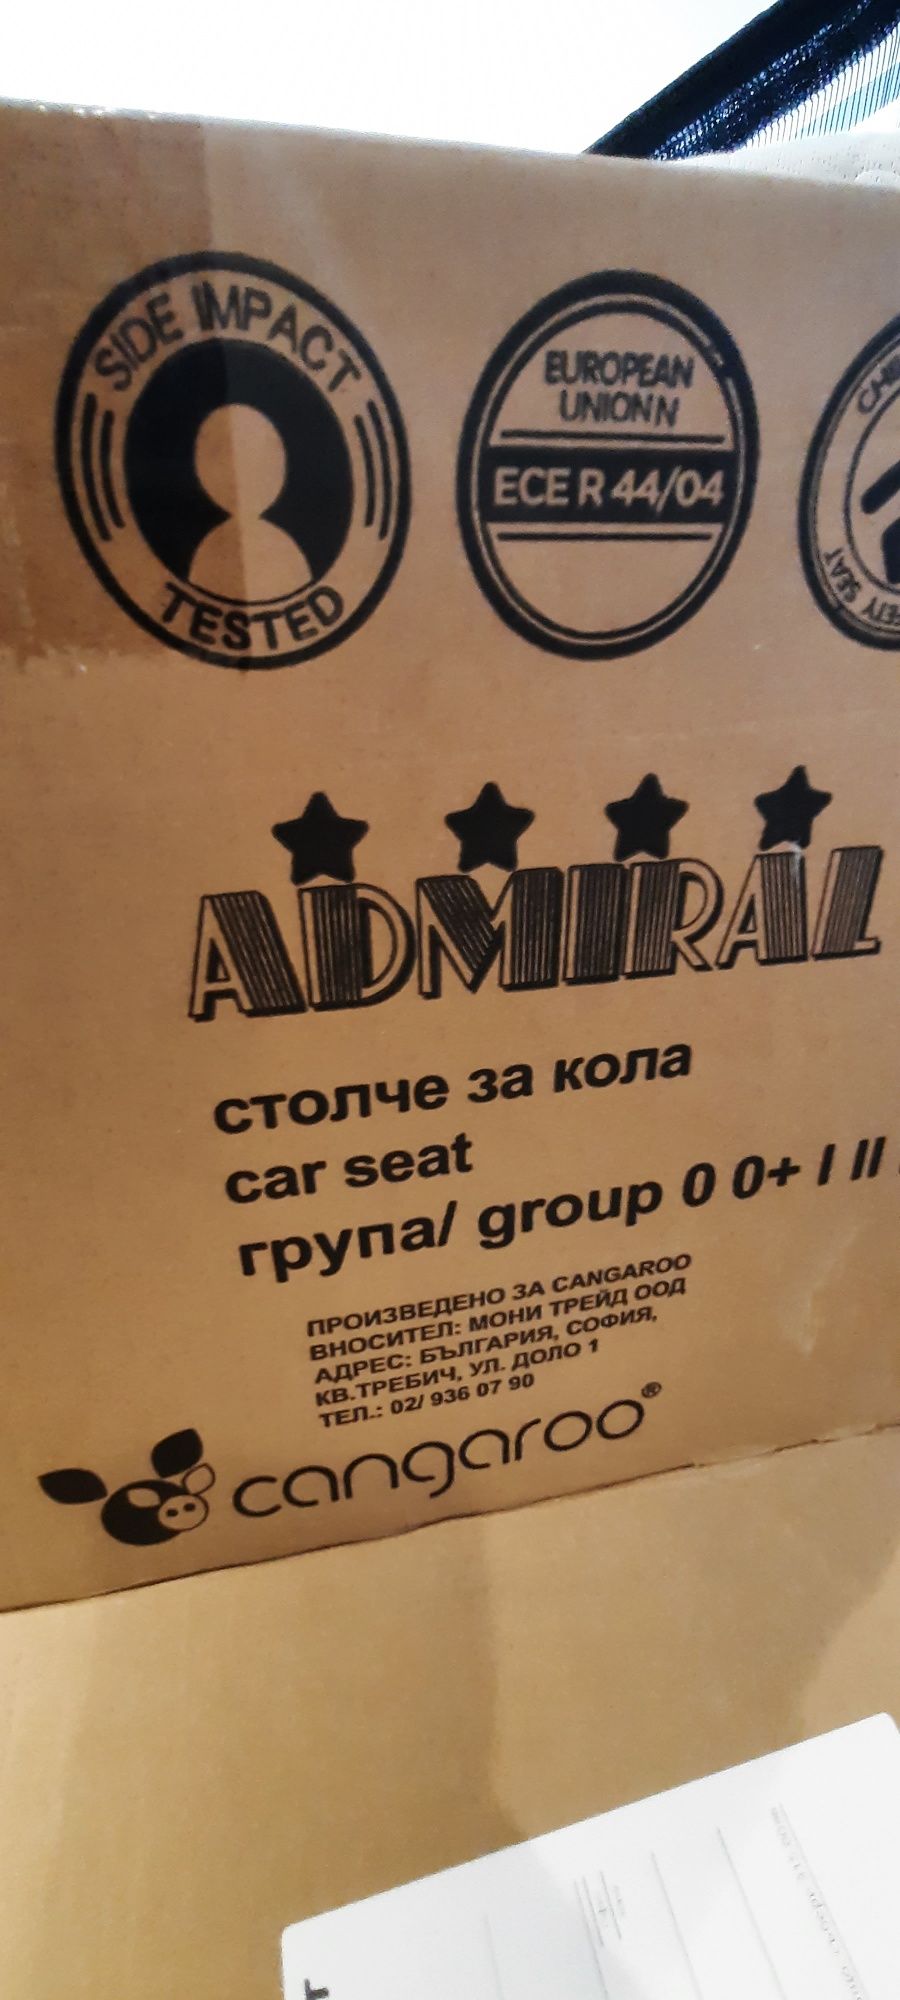 SIDE IMPACT
TESTED
EUROPEAN
UNIONN
ECE R 44/04
SEAT
ADMIRAL
столче за кола
car seat
група/ group 0 0+ I II
ПРОИЗВЕДЕНО ЗА CANGAROO
ВНОСИТЕЛ: МОНИ ТРЕЙД ООД
АДРЕС: БЪЛГАРИЯ, СОФИЯ,
КВ.ТРЕБИЧ, УЛ. ДОЛО 1
ТЕЛ.: 02/ 936 07 90
cangaroo®